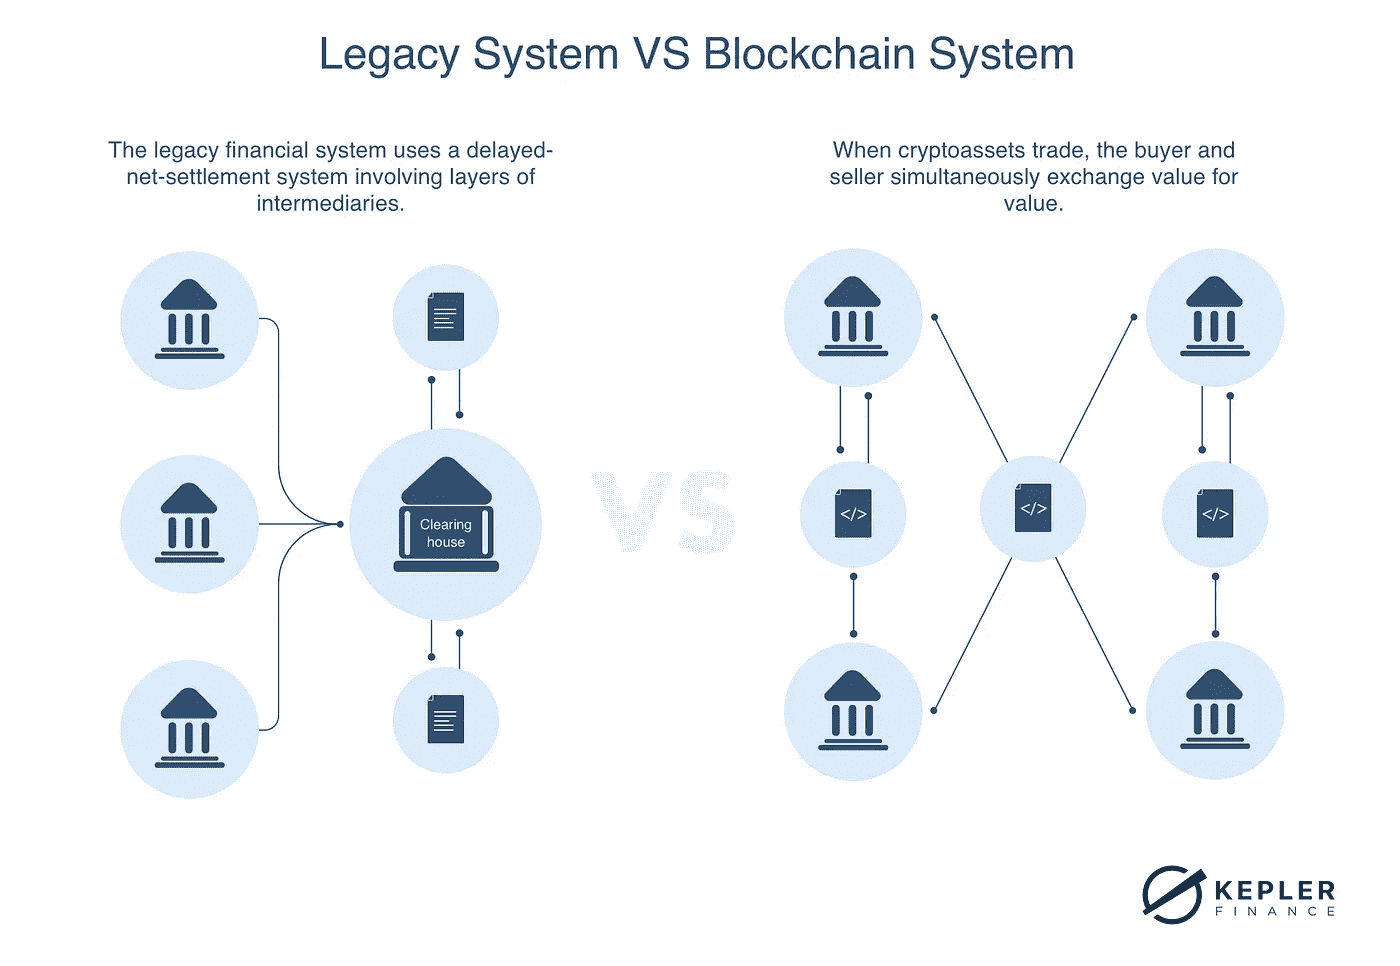 Legacy System VS Blockchain System
The legacy financial system uses a delayed-
net-settlement system involving layers of
intermediaries.
When cryptoassets trade, the buyer and
seller simultaneously exchange value for
value.
Clearing
house
VS
</>
</>
</>
KEPLER
FINANCE